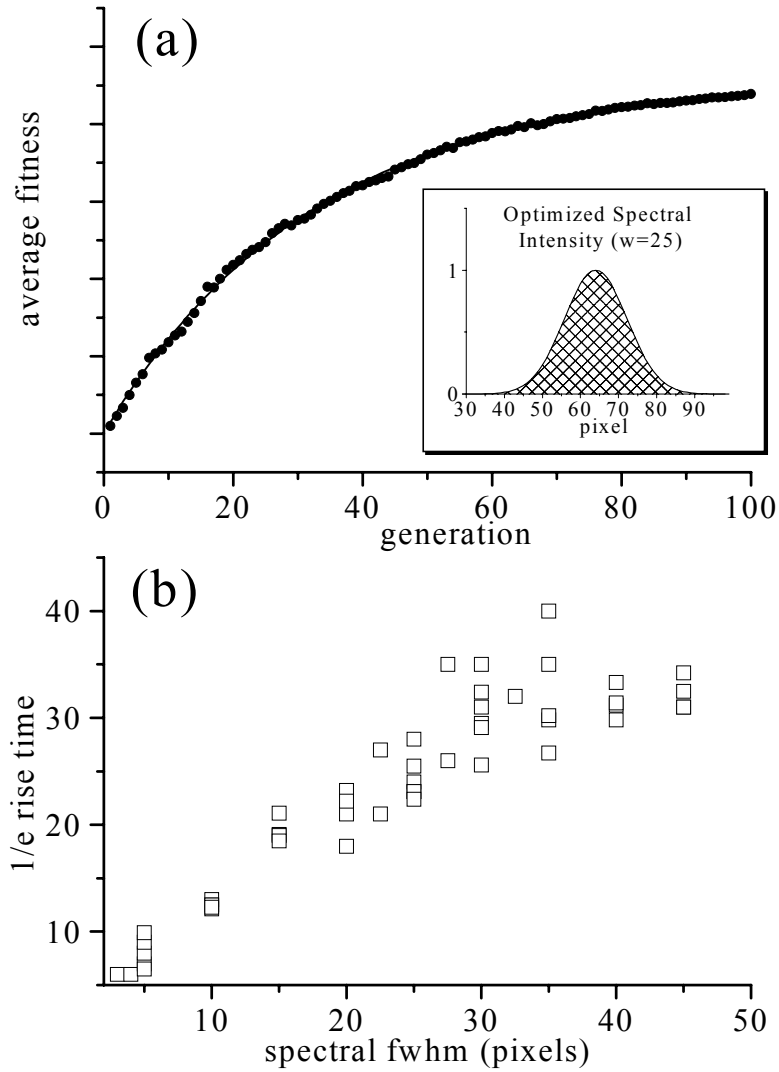 (a)
average fitness
Optimized Spectral
Intensity (w=25)
1
0
30 40 50 60 70 80 90
pixel
0 20 40 60 80 100
generation
(b)
1/e rise time
40
30
20
10
10 20 30 40 50
spectral fwhm (pixels)